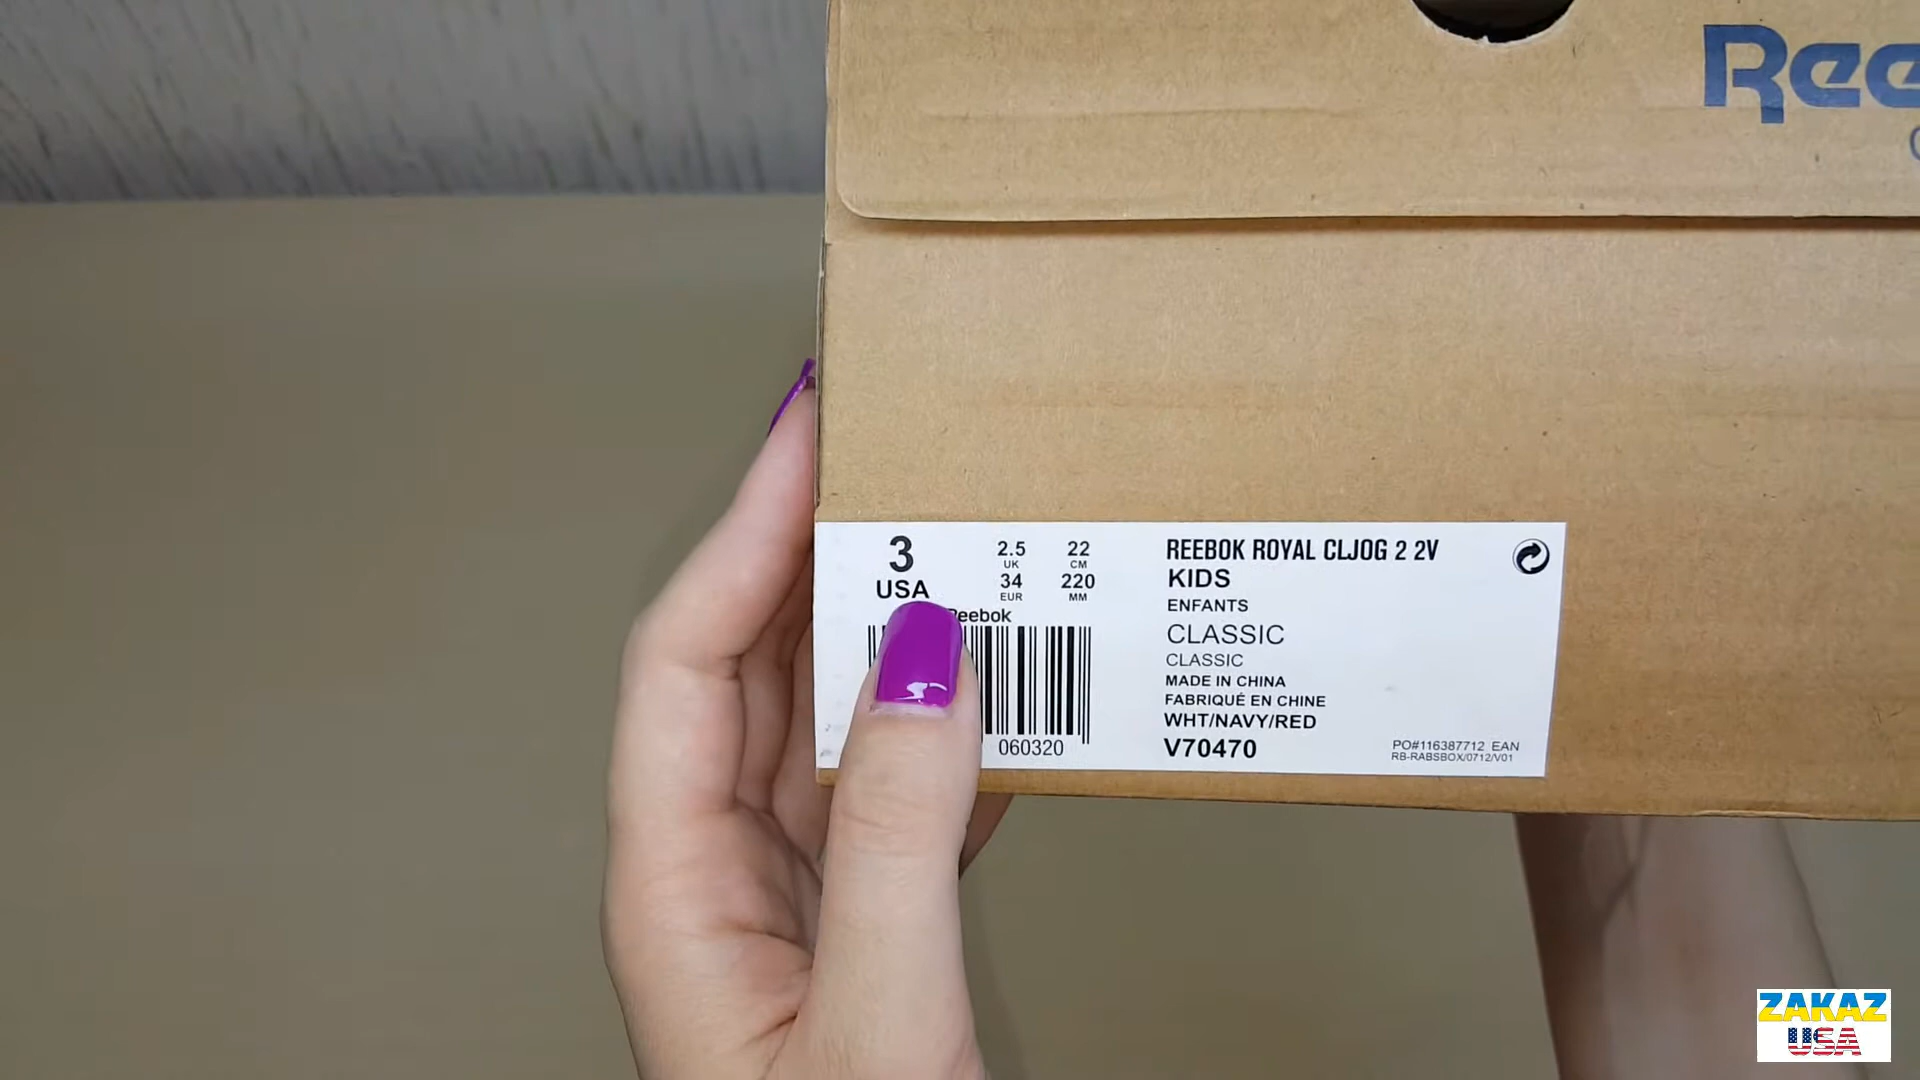 3
USA
2.5
UK
34
EUR
22
CM
220
MM
Reebok
060320
REEBOK ROYAL CLJOG 2 2V
KIDS
ENFANTS
CLASSIC
CLASSIC
MADE IN CHINA
FABRIQUÉ EN CHINE
WHT/NAVY/RED
V70470
PO#116387712 EAN
RB-RABSBOX/0712/V01
ZAKAZ
USA